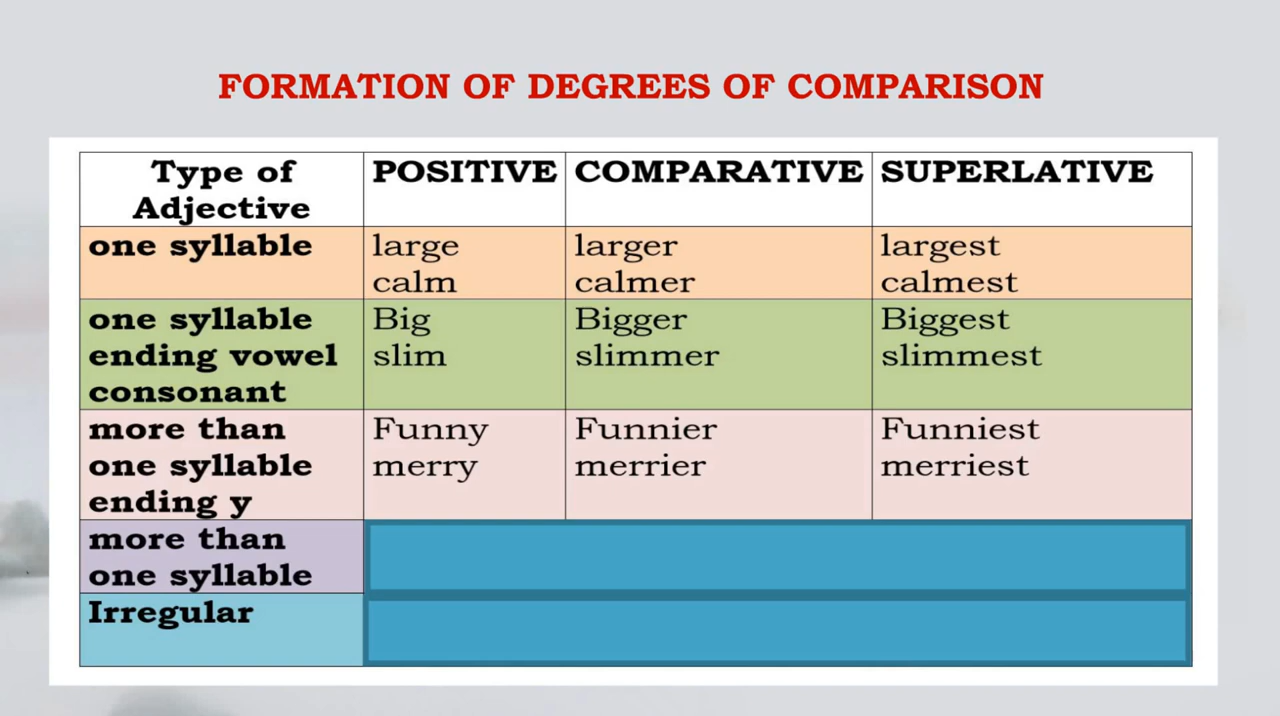 FORMATION OF DEGREES OF COMPARISON
Type of Adjective POSITIVE COMPARATIVE SUPERLATIVE
one syllable large larger largest
calm calmer calmest
one syllable Big Bigger Biggest
ending vowel slim slimmer slimmest
consonant
more than Funny Funnier Funniest
one syllable merry merrier merriest
ending y
more than
one syllable
Irregular